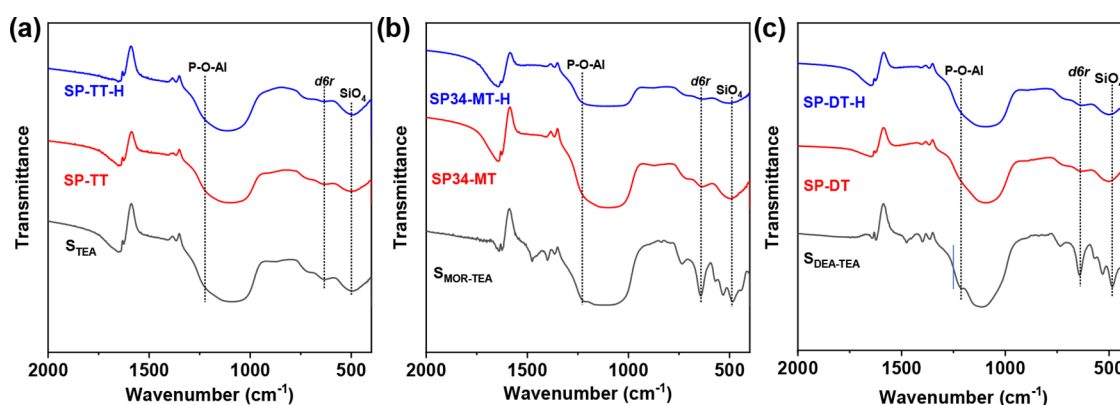 (a)
P-O-Al
d6r
SiO4
SP-TT-H
SP-TT
STEA
Transmittance
2000 1500 1000 500
Wavenumber (cm-1)
(b)
P-O-Al
d6r
SiO4
SP34-MT-H
SP34-MT
SMOR-TEA
Transmittance
2000 1500 1000 500
Wavenumber (cm-1)
(c)
P-O-Al
d6r
SiO
SP-DT-H
SP-DT
SDEA-TEA
Transmittance
2000 1500 1000 500
Wavenumber (cm-1)